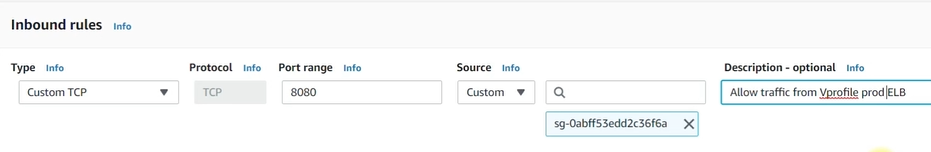 Inbound rules Info
Type Info Protocol Info Port range Info Source Info Description - optional Info
Custom TCP TCP 8080 Custom Allow traffic from Vprofile prod ELB
sg-0abff53edd2c36f6a